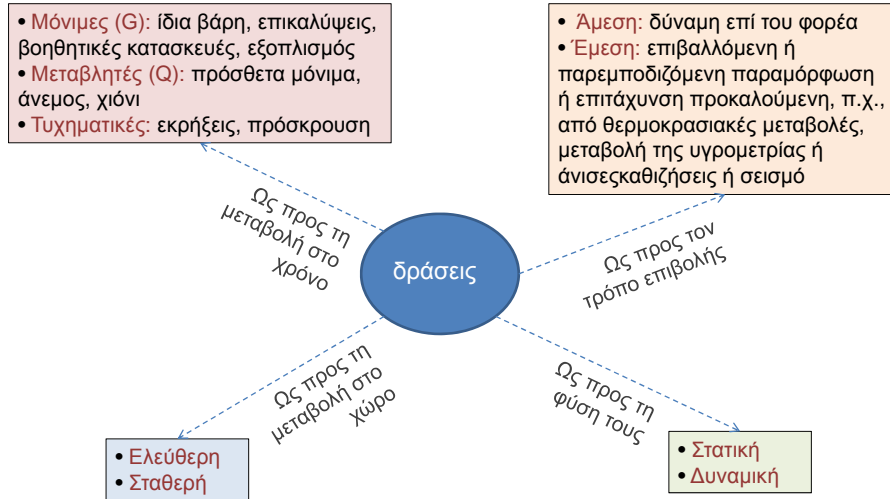 • Μόνιμες (G): ίδια βάρη, επικαλύψεις,
βοηθητικές κατασκευές, εξοπλισμός
• Μεταβλητές (Q): πρόσθετα μόνιμα,
άνεμος, χιόνι
• Τυχηματικές: εκρήξεις, πρόσκρουση
• Άμεση: δύναμη επί του φορέα
• Έμεση: επιβαλλόμενη ή
παρεμποδιζόμενη παραμόρφωση
ή επιτάχυνση προκαλούμενη, π.χ.,
από θερμοκρασιακές μεταβολές,
μεταβολή της υγρομετρίας ή
άνισεςκαθιζήσεις ή σεισμό
Ως προς τη
μεταβολή στο
χρόνο
Ως προς τον
τρόπο επιβολής
δράσεις
Ως προς τη
μεταβολή στο
χώρο
Ως προς τη
φύση τους
• Ελεύθερη
• Σταθερή
• Στατική
• Δυναμική